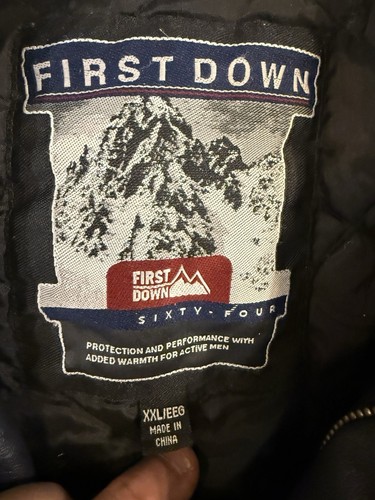 FIRST DOWN
FIRST
DOWN
SIXTY-FOUR
PROTECTION AND PERFORMANCE WITH
ADDED WARMTH FOR ACTIVE MEN
XXL/EEG
MADE IN
CHINA